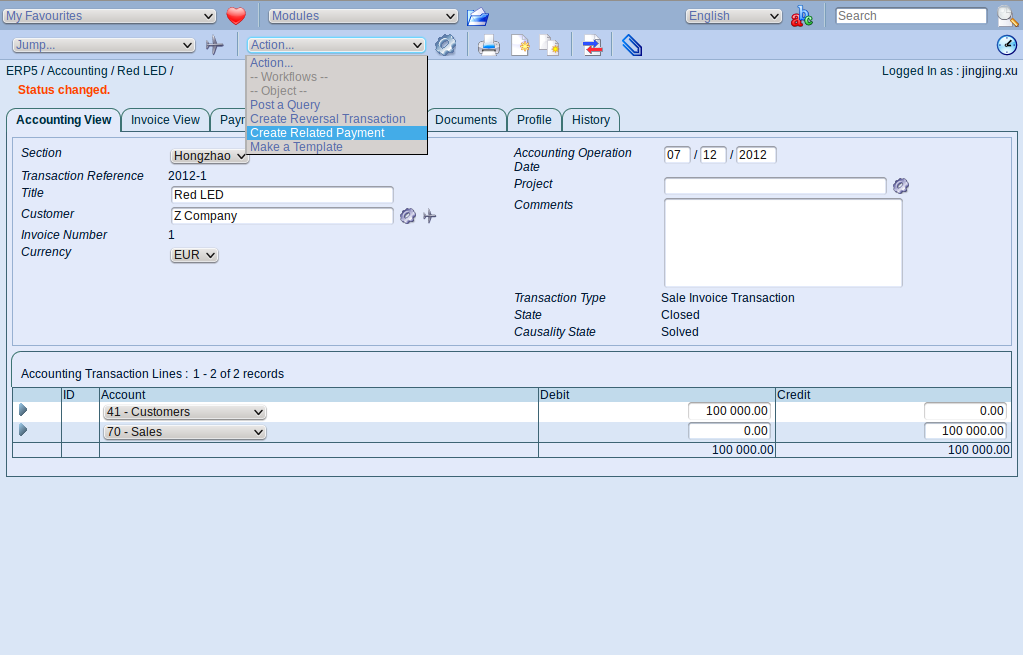 My Favourites Modules English Search
Jump... Action...
ERP5 / Accounting / Red LED / Logged In as : jingjing.xu
Status changed.
Action...
-- Workflows --
-- Object --
Post a Query
Create Reversal Transaction
Create Related Payment
Make a Template
Accounting View Invoice View Documents Profile History
Section Hongzhao
Transaction Reference 2012-1
Title Red LED
Customer Z Company
Invoice Number 1
Currency EUR
Accounting Operation Date 07 / 12 / 2012
Project
Comments
Transaction Type Sale Invoice Transaction
State Closed
Causality State Solved
Accounting Transaction Lines : 1 - 2 of 2 records
ID Account Debit Credit
41 - Customers 100 000.00 0.00
70 - Sales 0.00 100 000.00
100 000.00 100 000.00